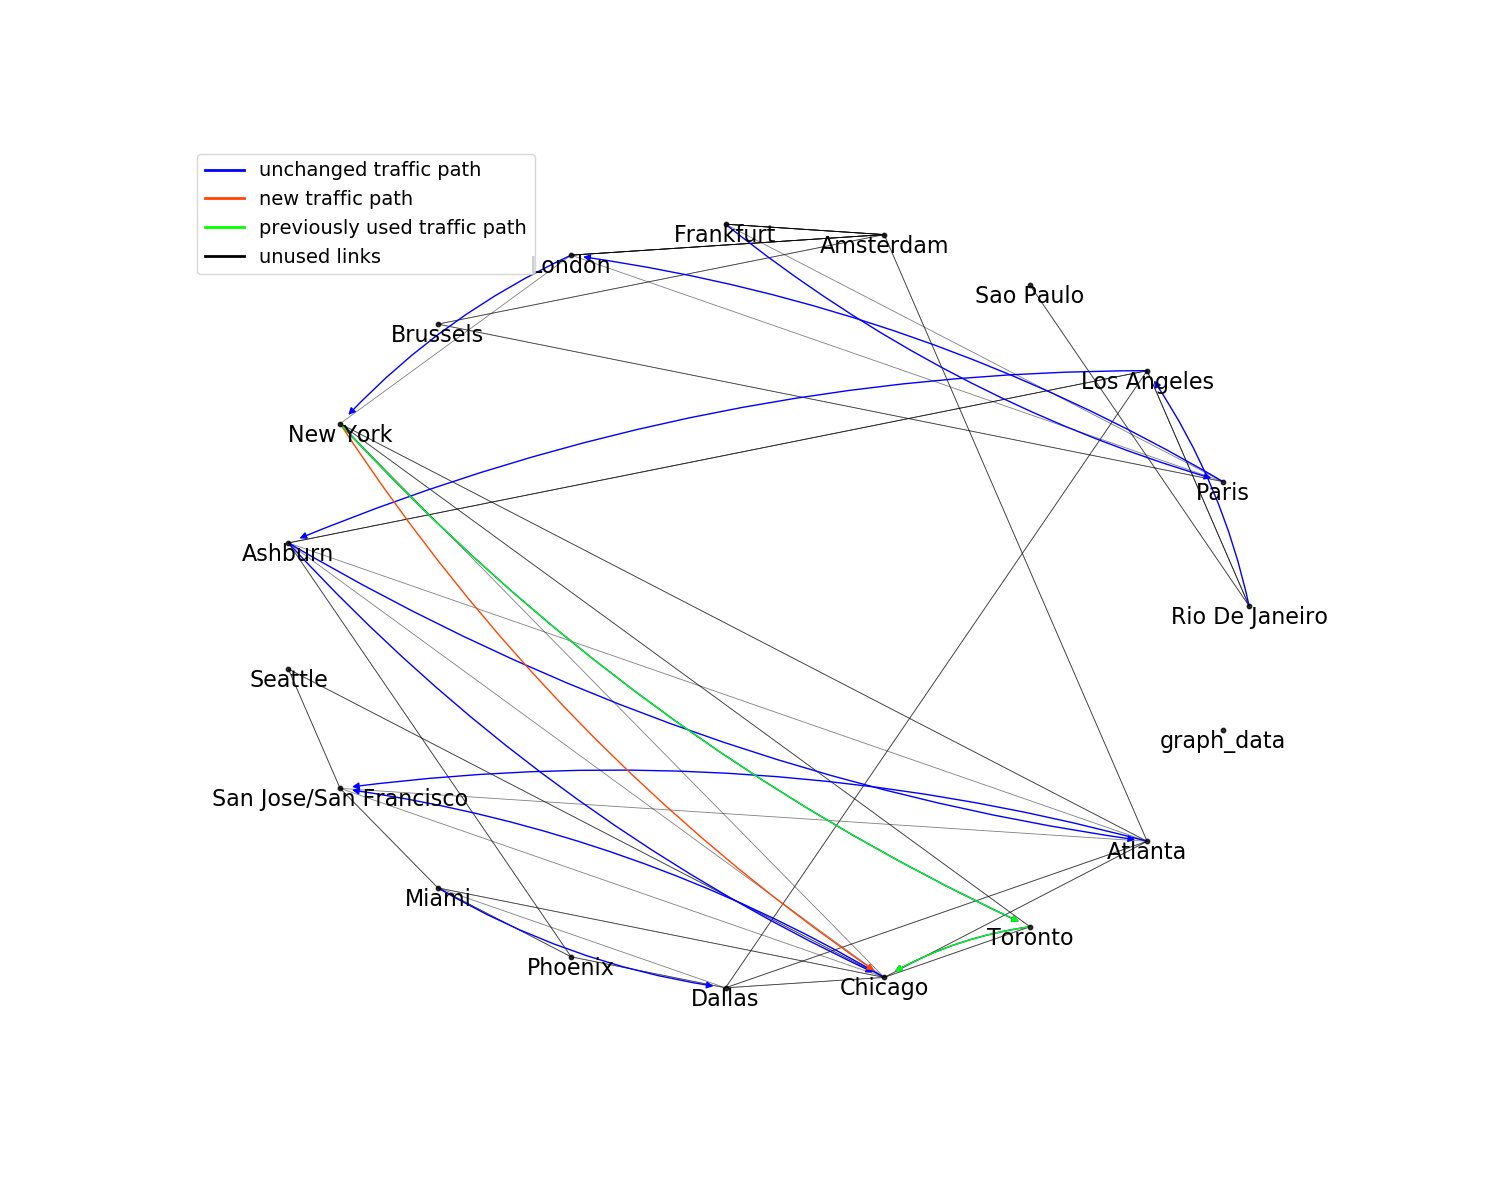 unchanged traffic path
new traffic path
previously used traffic path
unused links
Frankfurt
Amsterdam
London
Sao Paulo
Brussels
Los Angeles
New York
Paris
Ashburn
Rio De Janeiro
Seattle
graph_data
San Jose/San Francisco
Atlanta
Miami
Toronto
Phoenix
Chicago
Dallas